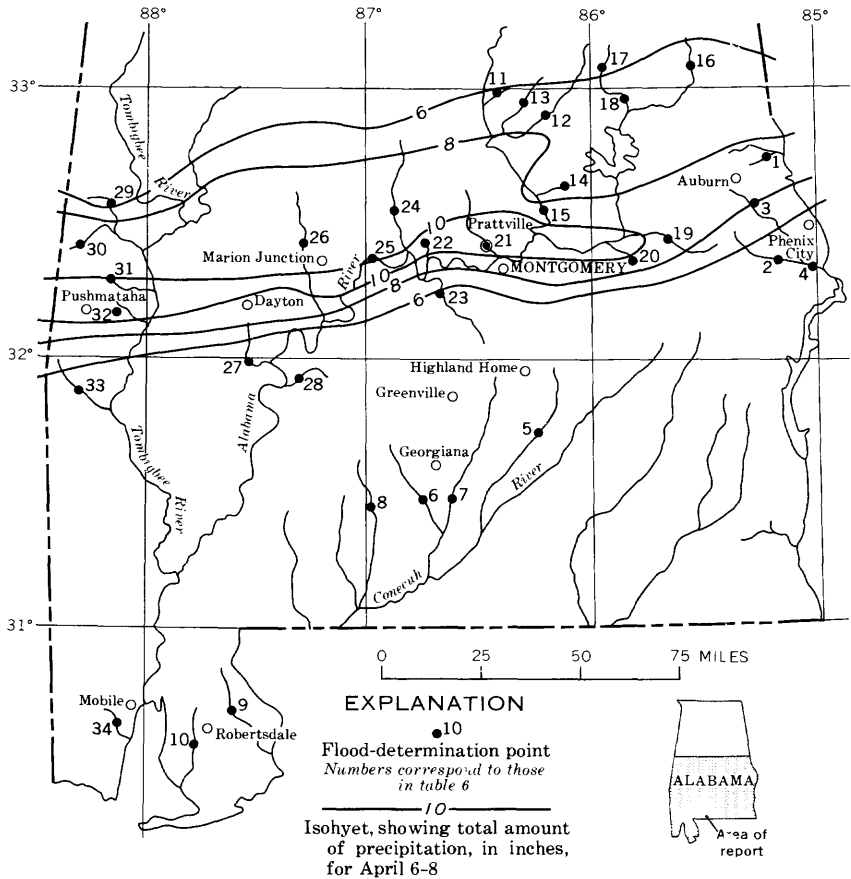 88°
87°
86°
85°
33°
32°
31°
Tombigbee
River
6
8
10
10
8
6
11
13
12
17
16
18
14
15
1
Auburn
3
Phenix
City
2
4
29
30
31
Pushmataha
32
33
24
26
Marion Junction
25
River
22
Prattville
21
MONTGOMERY
19
20
23
Dayton
27
28
Alabama
Highland Home
Greenville
Georgiana
5
6
7
8
River
Conecuh
Tombigbee
River
Mobile
34
9
10
Robertsdale
0 25 50 75 MILES
EXPLANATION
10
Flood-determination point
Numbers correspond to those
in table 6
10
Isohyet, showing total amount
of precipitation, in inches,
for April 6-8
ALABAMA
Area of
report